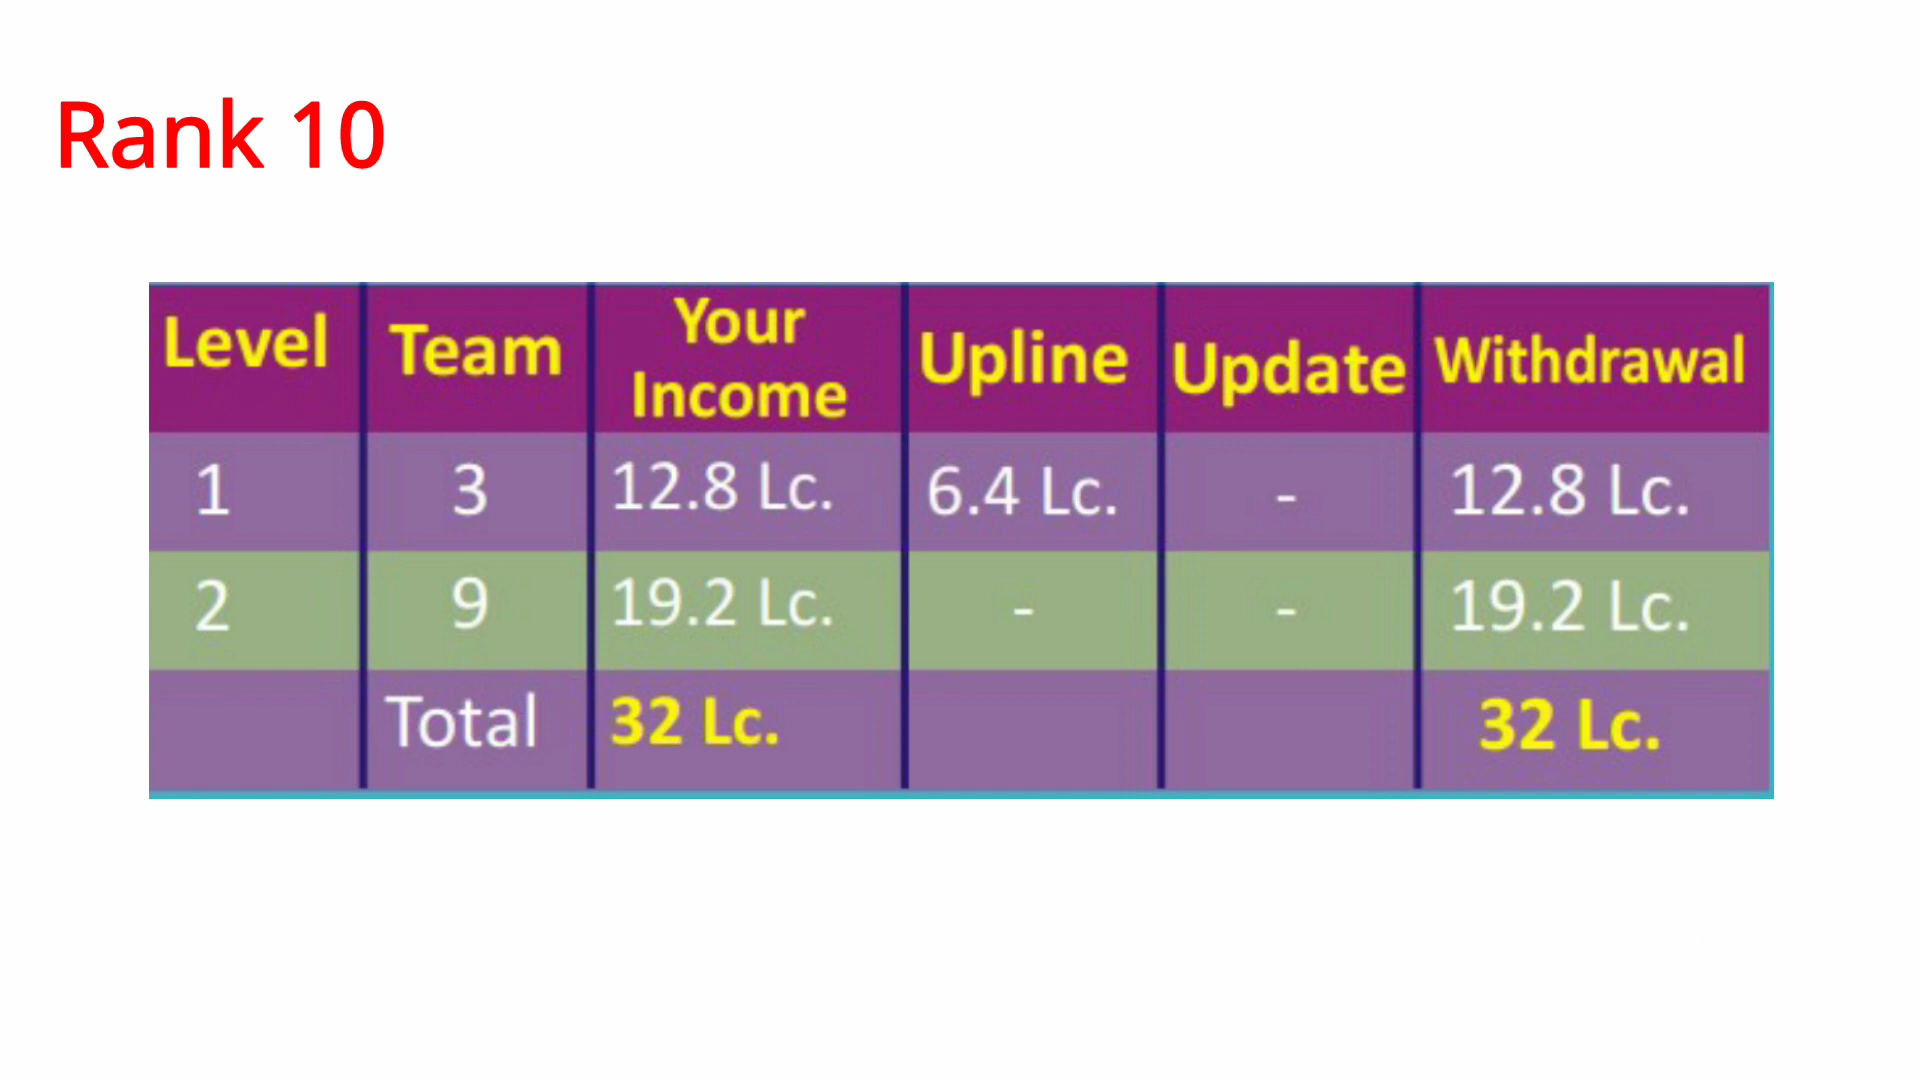 Rank 10
Level Team Your Income Upline Update Withdrawal
1 3 12.8 Lc. 6.4 Lc. - 12.8 Lc.
2 9 19.2 Lc. - - 19.2 Lc.
Total 32 Lc. 32 Lc.